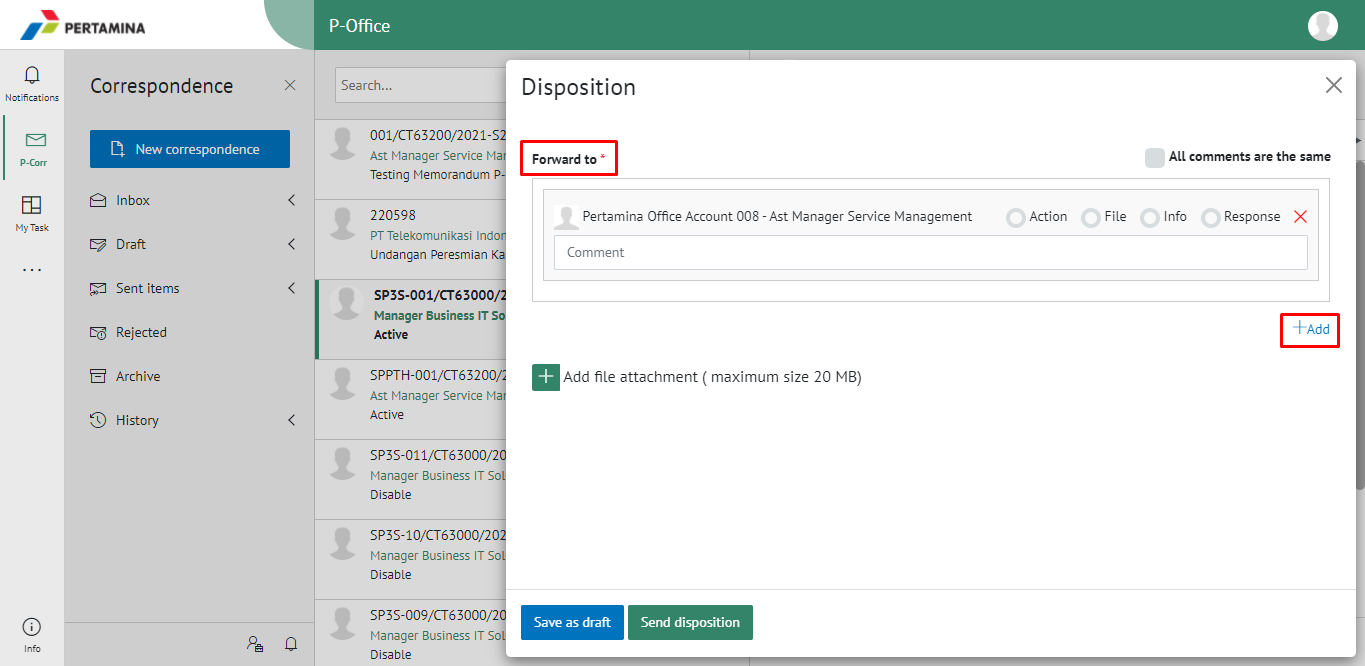 PERTAMINA
P-Office
Notifications
P-Corr
My Task
...
Info
Correspondence
New correspondence
Inbox
Draft
Sent items
Rejected
Archive
History
Search...
001/CT63200/2021-S2
Ast Manager Service Mar
Testing Memorandum P-
220598
PT Telekomunikasi Indon
Undangan Peresmian Ka
SP3S-001/CT63000/2
Manager Business IT So
Active
SPPTH-001/CT63200/2
Ast Manager Service Mar
Active
SP3S-011/CT63000/20
Manager Business IT Sol
Disable
SP3S-10/CT63000/202
Manager Business IT Sol
Disable
SP3S-009/CT63000/20
Manager Business IT Sol
Disable
Disposition
Forward to *
All comments are the same
Pertamina Office Account 008 - Ast Manager Service Management
Action File Info Response
Comment
+Add
Add file attachment ( maximum size 20 MB)
Save as draft
Send disposition